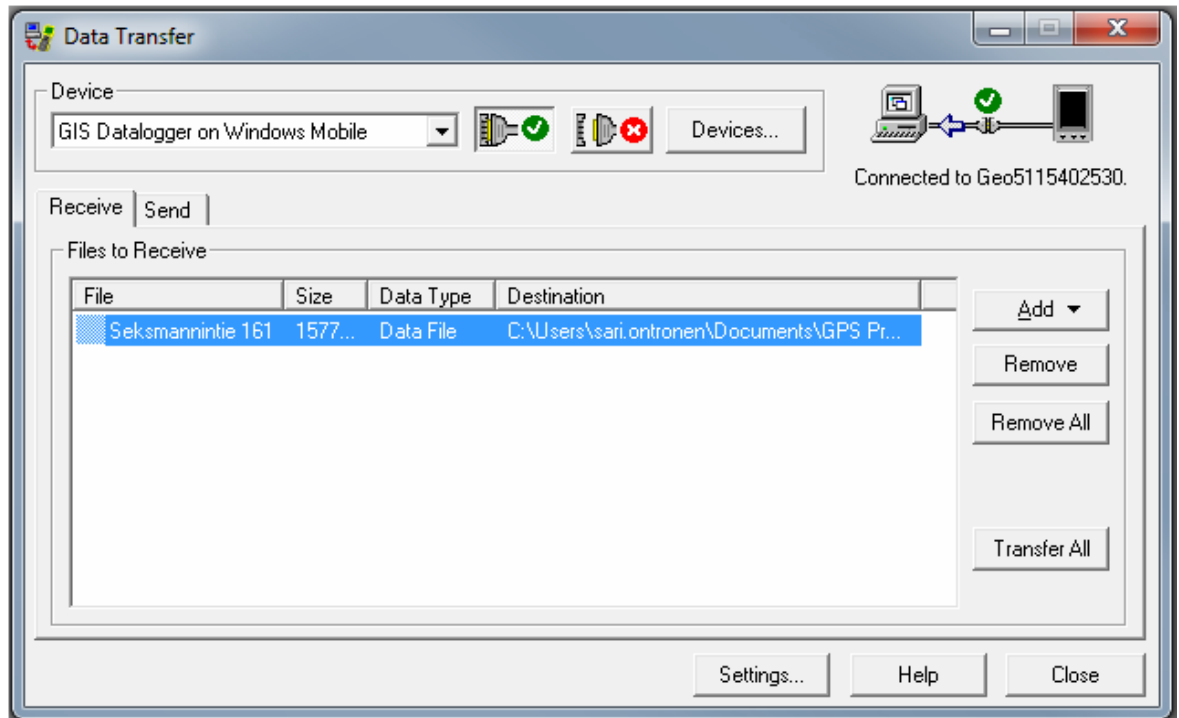 Data Transfer
Device
GIS Datalogger on Windows Mobile
Devices...
Connected to Geo5115402530.
Receive
Send
Files to Receive
File Size Data Type Destination
Seksmannintie 161 1577... Data File C:\Users\sari.ontronen\Documents\GPS Pr...
Add
Remove
Remove All
Transfer All
Settings... Help Close